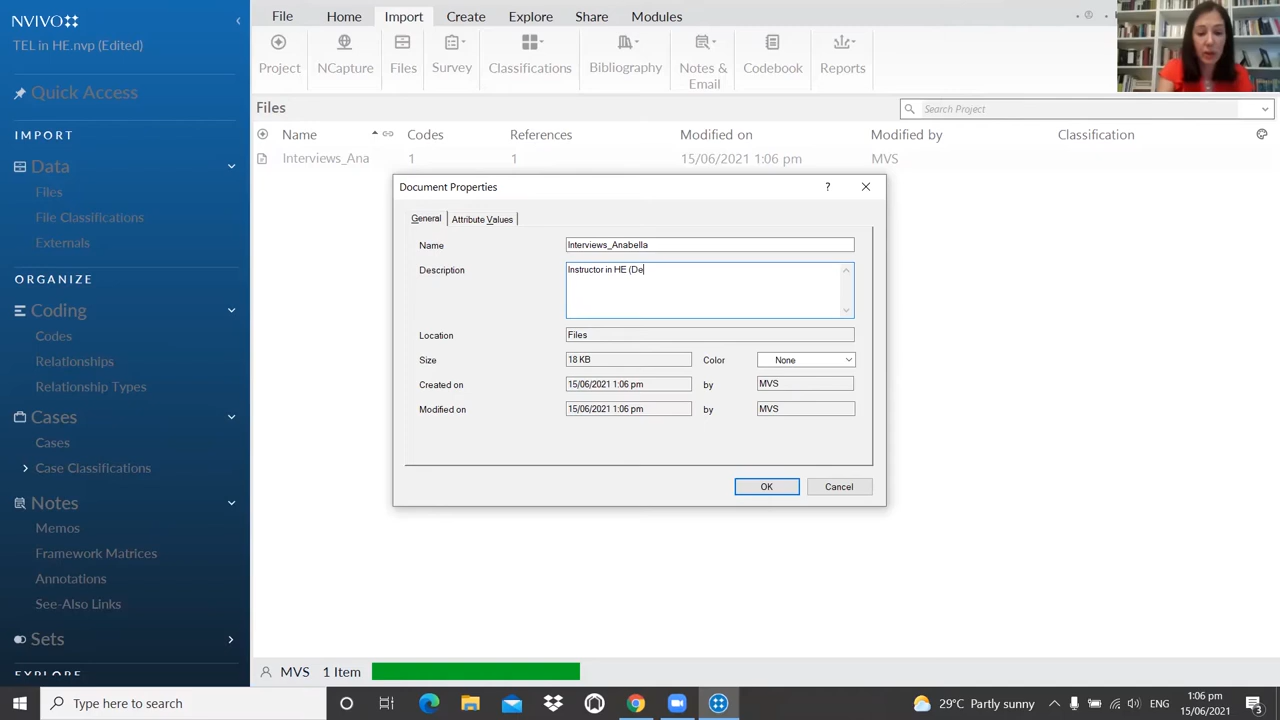 NVIVO
TEL in HE.nvp (Edited)
Quick Access
IMPORT
Data
Files
File Classifications
Externals
ORGANIZE
Coding
Codes
Relationships
Relationship Types
Cases
Cases
Case Classifications
Notes
Memos
Framework Matrices
Annotations
See-Also Links
Sets
EXPLORE
File Home Import Create Explore Share Modules
Project NCapture Files Survey Classifications Bibliography Notes & Email Codebook Reports
Files
Search Project
Name Codes References Modified on Modified by Classification
Interviews_Ana 1 1 15/06/2021 1:06 pm MVS
Document Properties ?
General Attribute Values
Name Interviews_Anabella
Description Instructor in HE (De
Location Files
Size 18 KB Color None
Created on 15/06/2021 1:06 pm by MVS
Modified on 15/06/2021 1:06 pm by MVS
OK Cancel
MVS 1 Item
Type here to search
29°C Partly sunny
ENG
1:06 pm
15/06/2021
3